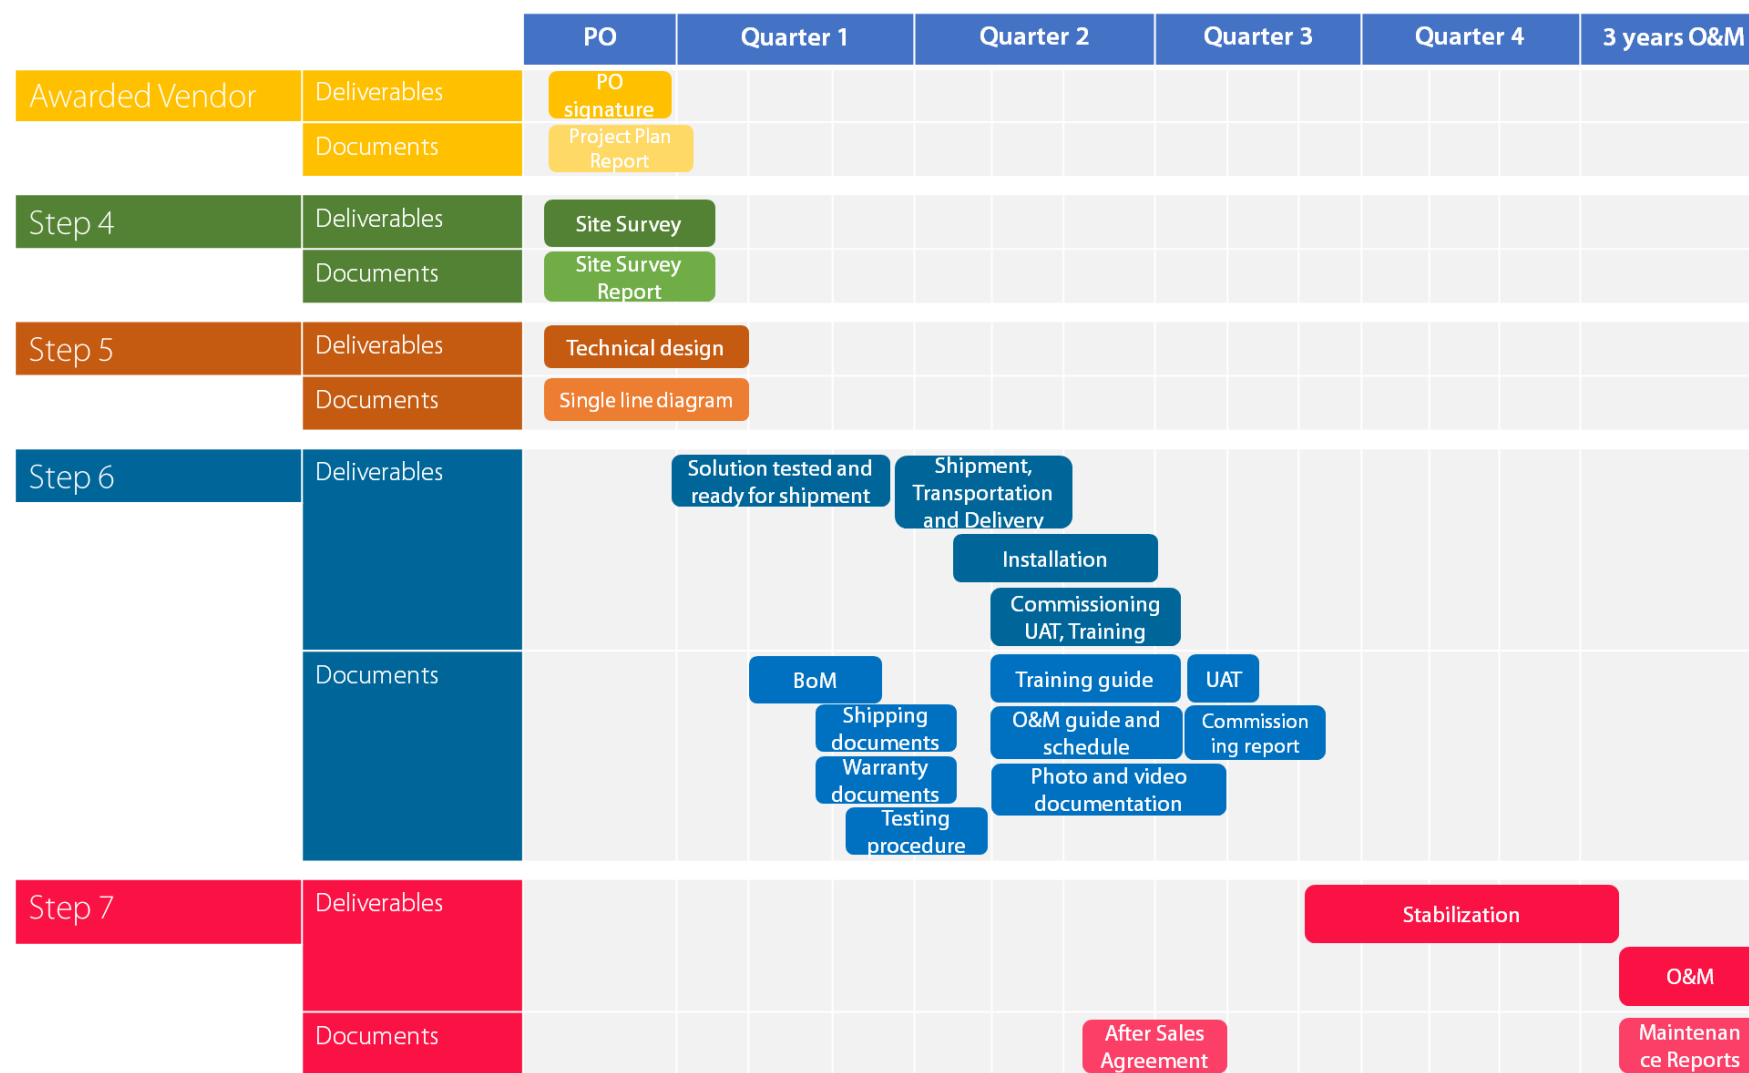 PO
Quarter 1
Quarter 2
Quarter 3
Quarter 4
3 years O&M
Awarded Vendor
Deliverables
PO
signature
Documents
Project Plan
Report
Step 4
Deliverables
Site Survey
Documents
Site Survey
Report
Step 5
Deliverables
Technical design
Documents
Single line diagram
Step 6
Deliverables
Solution tested and
ready for shipment
Shipment,
Transportation
and Delivery
Installation
Commissioning
UAT, Training
Documents
BoM
Training guide
UAT
Shipping
documents
O&M guide and
schedule
Commission
ing report
Warranty
documents
Photo and video
documentation
Testing
procedure
Step 7
Deliverables
Stabilization
O&M
Documents
After Sales
Agreement
Maintenan
ce Reports